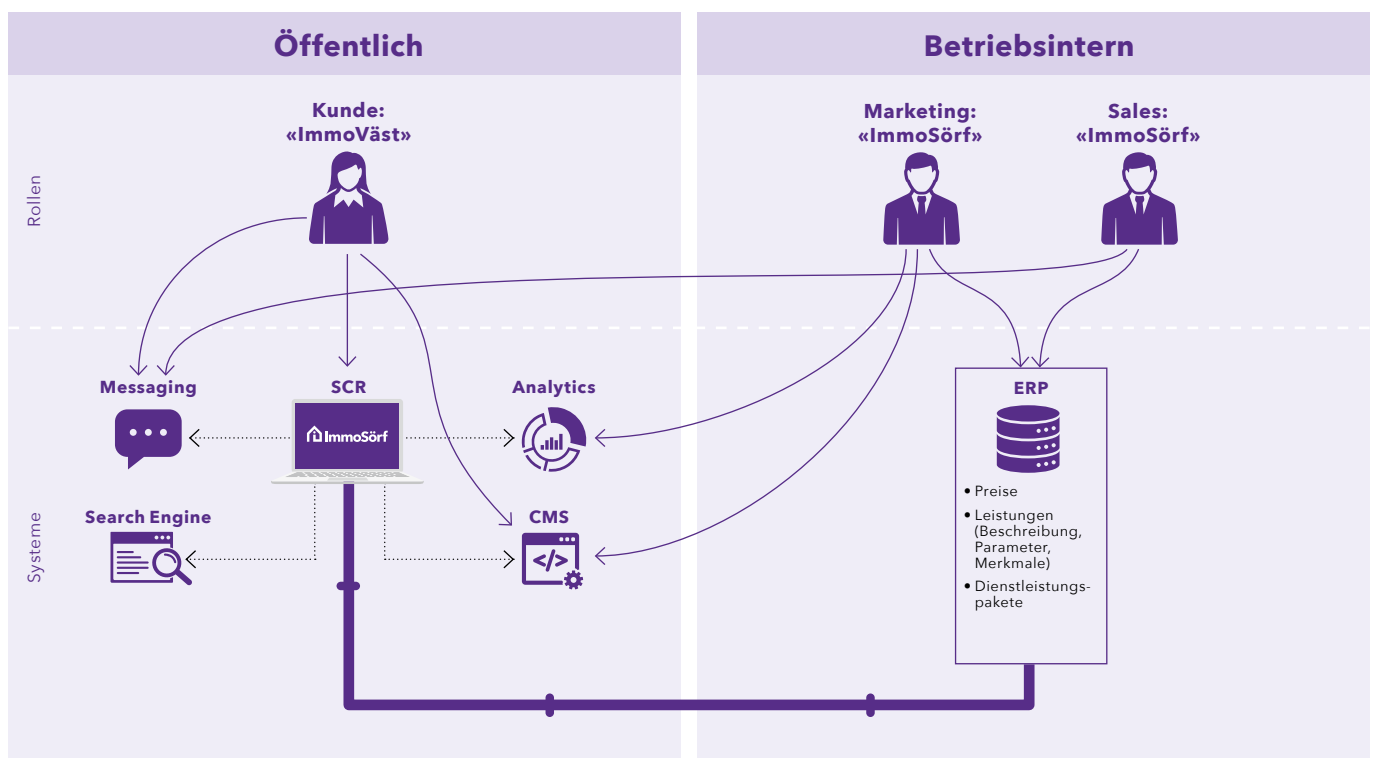 Öffentlich
Betriebsintern
Kunde:
«ImmoVäst»
Marketing:
«ImmoSörf»
Sales:
«ImmoSörf»
Rollen
Messaging
SCR
Analytics
ERP
ImmoSörf
Preise
Leistungen
(Beschreibung,
Parameter,
Merkmale)
Dienstleistungs-
pakete
Search Engine
CMS
</>
Systeme